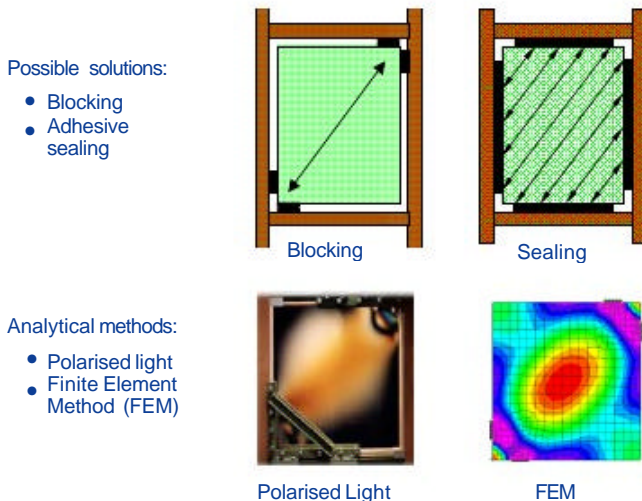 Possible solutions:
• Blocking
• Adhesive
sealing
Blocking
Sealing
Analytical methods:
• Polarised light
• Finite Element
Method (FEM)
Polarised Light
FEM